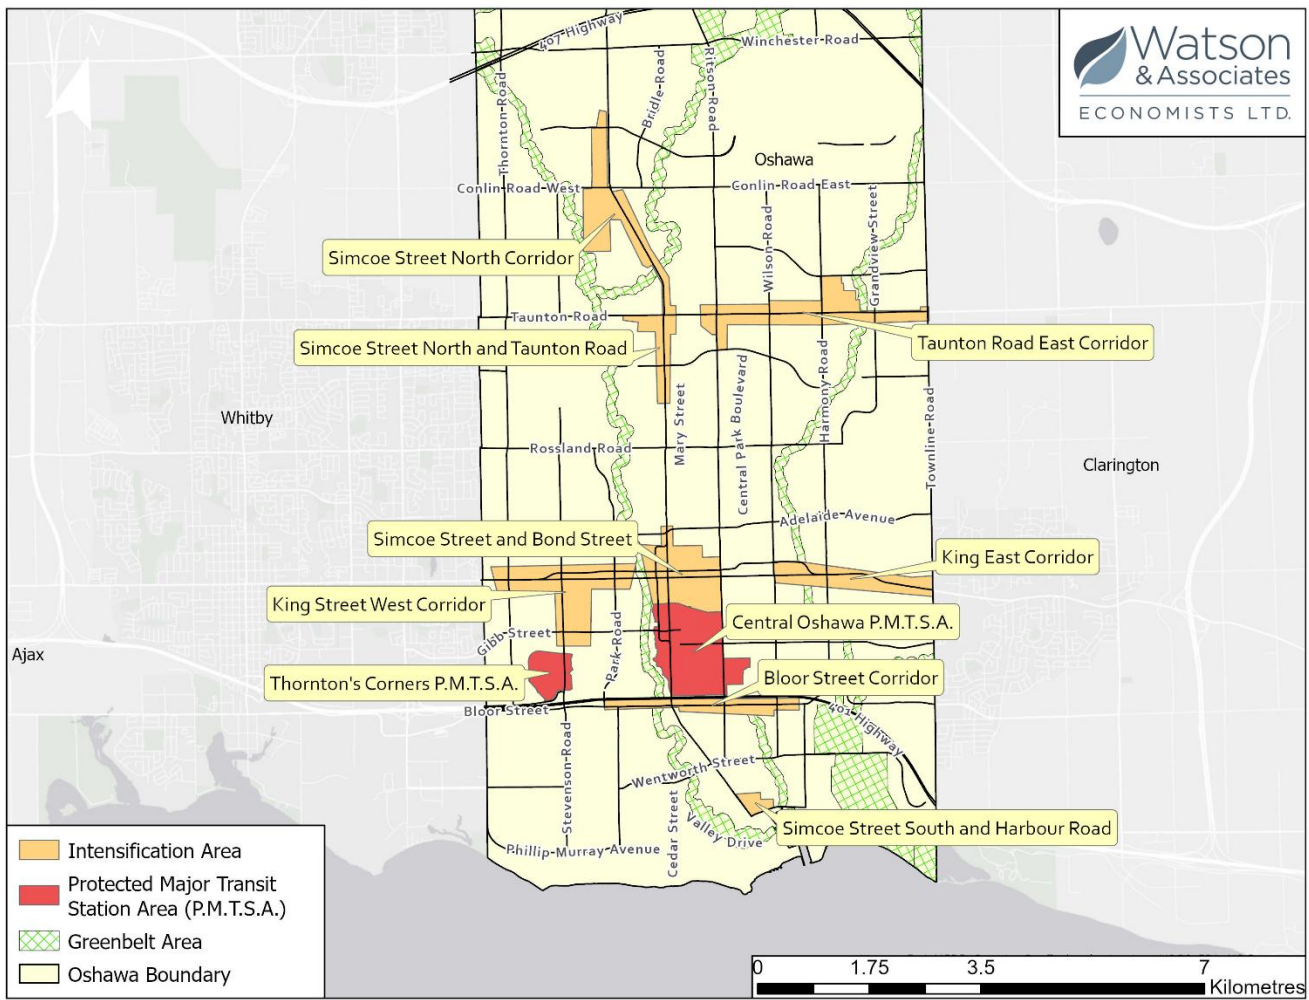 407 Highway
Winchester Road
Watson
& Associates
ECONOMISTS LTD.
N
Thornton-Road
Bridle-Road
Ritson-Road
Oshawa
Conlin Road West
Conlin Road East
Wilson-Road
Grandview-Street
Simcoe Street North Corridor
Taunton Road
Simcoe Street North and Taunton Road
Taunton Road East Corridor
Whitby
Mary Street
Central Park Boulevard
Harmony-Road
Townline-Road
Rossland Road
Clarington
Adelaide Avenue
Simcoe Street and Bond Street
King East Corridor
King Street West Corridor
Central Oshawa P.M.T.S.A.
Gibb Street
Park-Road
Ajax
Thornton's Corners P.M.T.S.A.
Bloor Street Corridor
Bloor Street
401 Highway
Stevenson-Road
Wentworth Street
Cedar Street
Valley Drive
Simcoe Street South and Harbour Road
Phillip-Murray Avenue
Intensification Area
Protected Major Transit
Station Area (P.M.T.S.A.)
Greenbelt Area
Oshawa Boundary
0 1.75 3.5 7
Kilometres